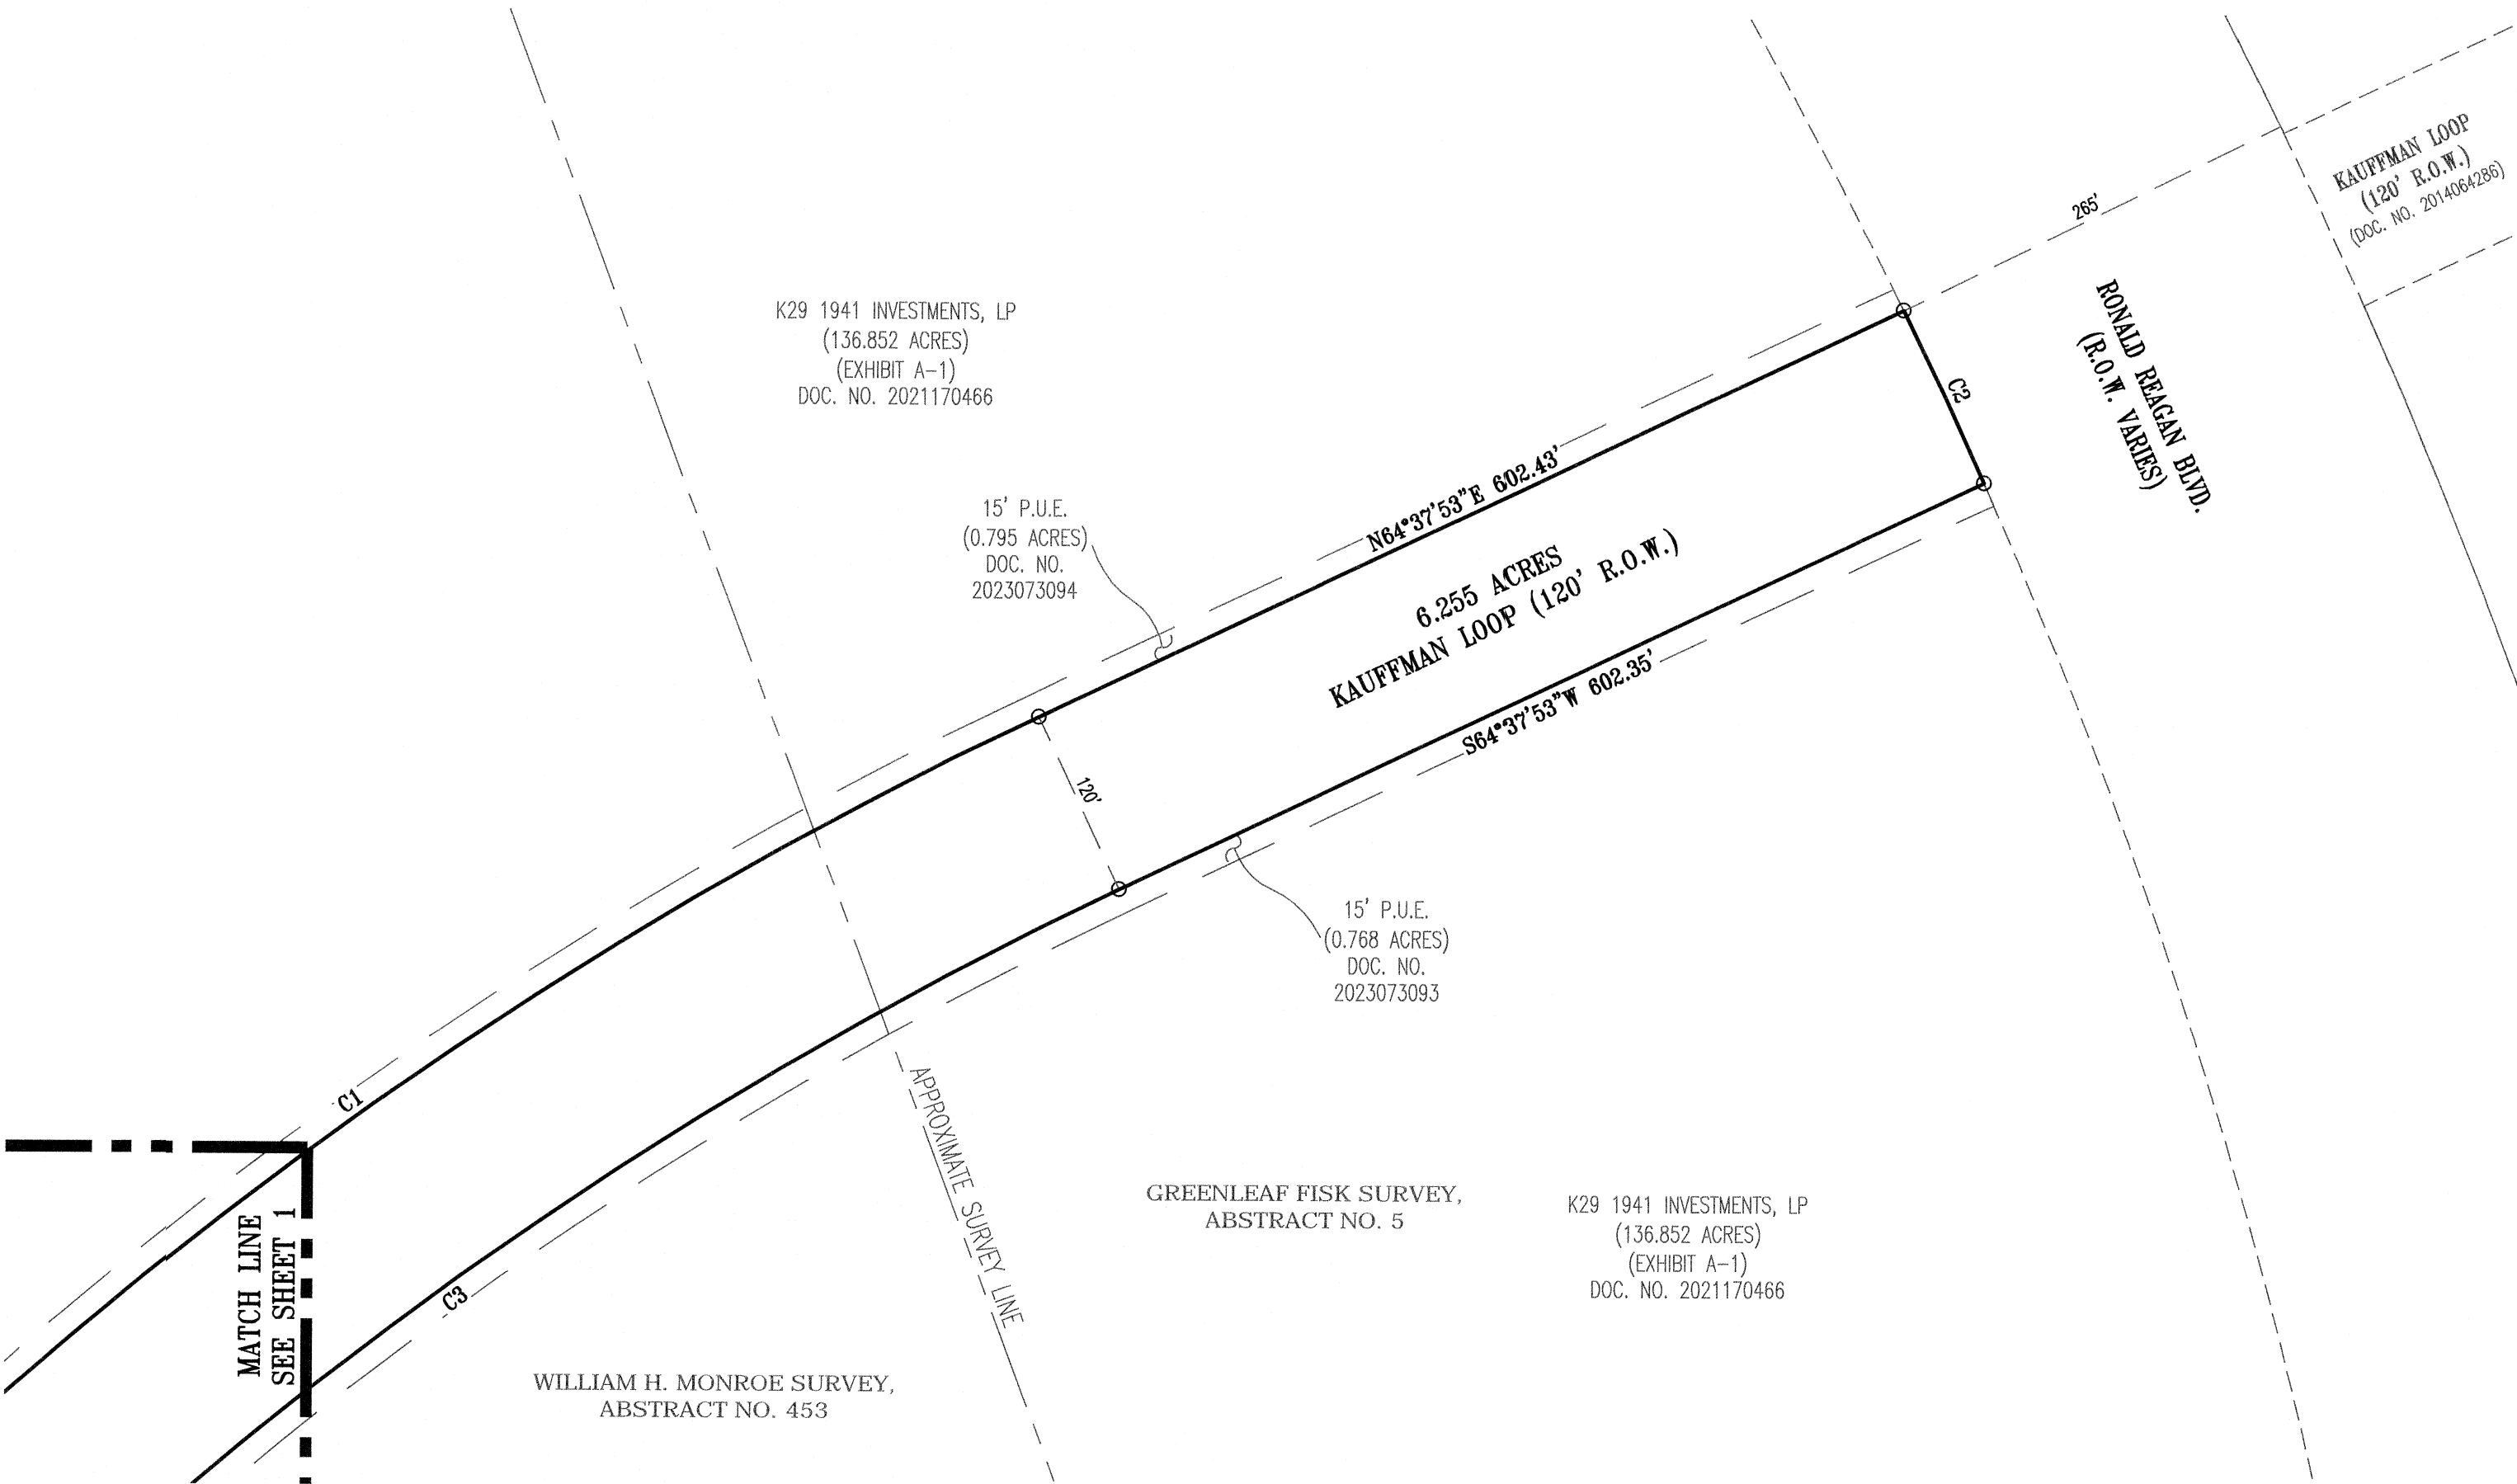 KAUFFMAN LOOP
(120' R.O.W.)
(DOC. NO. 2014064286)
265'
RONALD REAGAN BLVD.
(R.O.W. VARIES)
K29 1941 INVESTMENTS, LP
(136.852 ACRES)
(EXHIBIT A-1)
DOC. NO. 2021170466
C2
N64°37'53"E 602.43'
15' P.U.E.
(0.795 ACRES)
DOC. NO.
2023073094
6.255 ACRES
KAUFFMAN LOOP (120' R.O.W.)
S64°37'53"W 602.35'
120'
15' P.U.E.
(0.768 ACRES)
DOC. NO.
2023073093
C1
APPROXIMATE SURVEY LINE
GREENLEAF FISK SURVEY,
ABSTRACT NO. 5
K29 1941 INVESTMENTS, LP
(136.852 ACRES)
(EXHIBIT A-1)
DOC. NO. 2021170466
MATCH LINE
SEE SHEET 1
C3
WILLIAM H. MONROE SURVEY,
ABSTRACT NO. 453